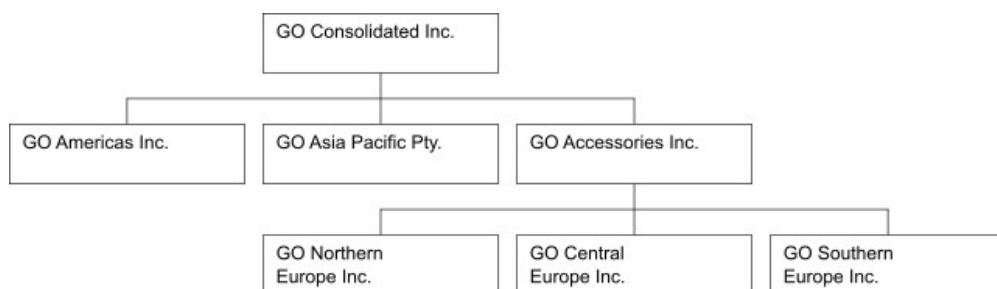 GO Consolidated Inc.
GO Americas Inc.
GO Asia Pacific Pty.
GO Accessories Inc.
GO Northern
Europe Inc.
GO Central
Europe Inc.
GO Southern
Europe Inc.